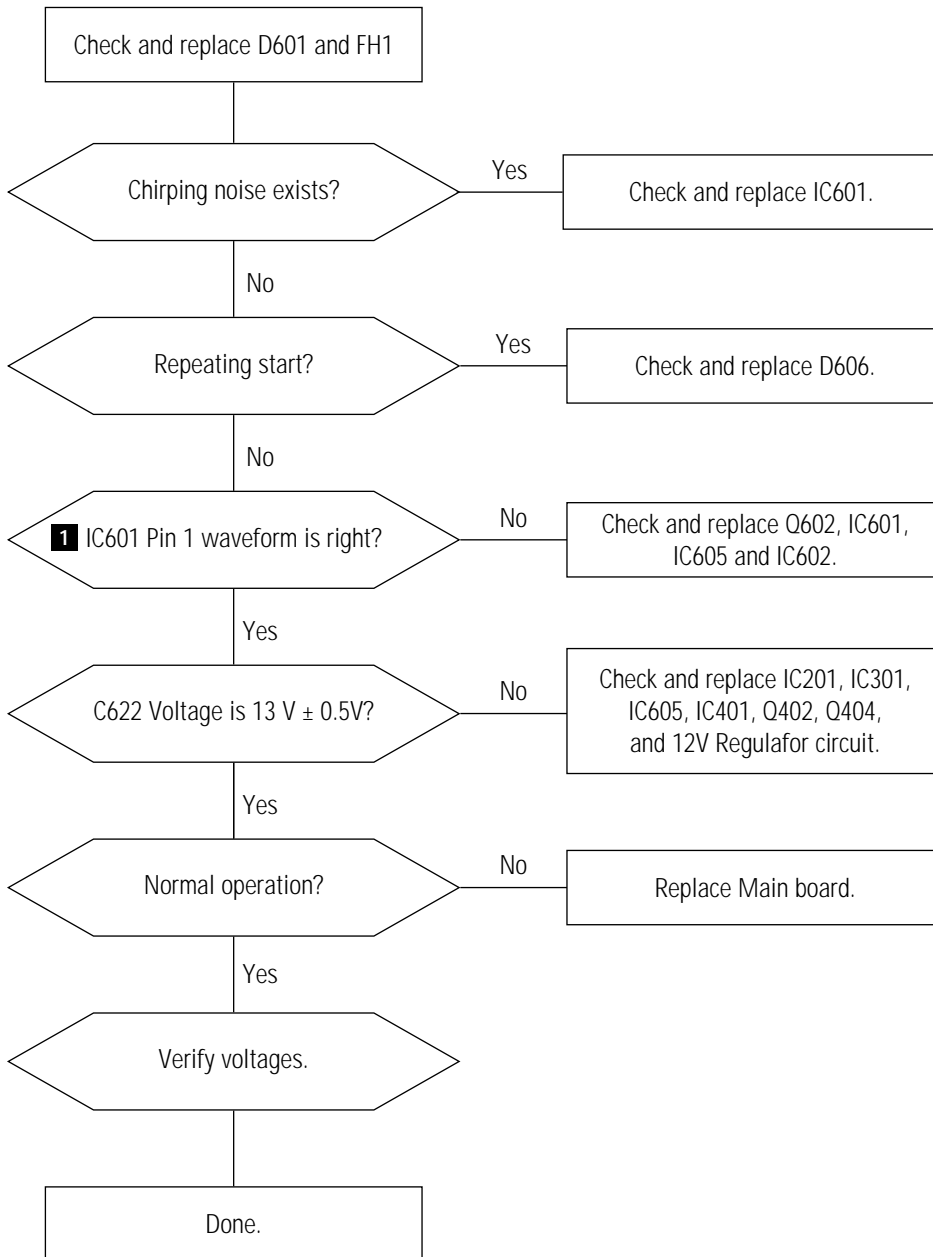 Check and replace D601 and FH1
Chirping noise exists?
Yes
Check and replace IC601.
No
Repeating start?
Yes
Check and replace D606.
No
1 IC601 Pin 1 waveform is right?
No
Check and replace Q602, IC601,
IC605 and IC602.
Yes
C622 Voltage is 13 V ± 0.5V?
No
Check and replace IC201, IC301,
IC605, IC401, Q402, Q404,
and 12V Regulafor circuit.
Yes
Normal operation?
No
Replace Main board.
Yes
Verify voltages.
Done.